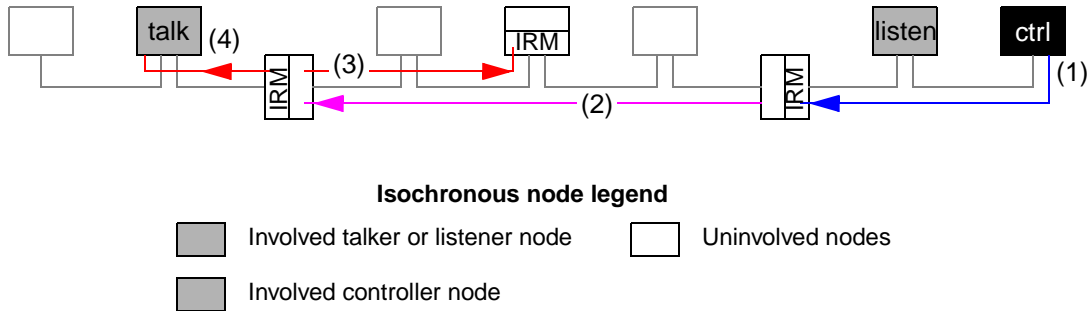 talk
(4)
IRM
(3)
IRM
(2)
IRM
listen
ctrl
(1)
Isochronous node legend
Involved talker or listener node
Uninvolved nodes
Involved controller node